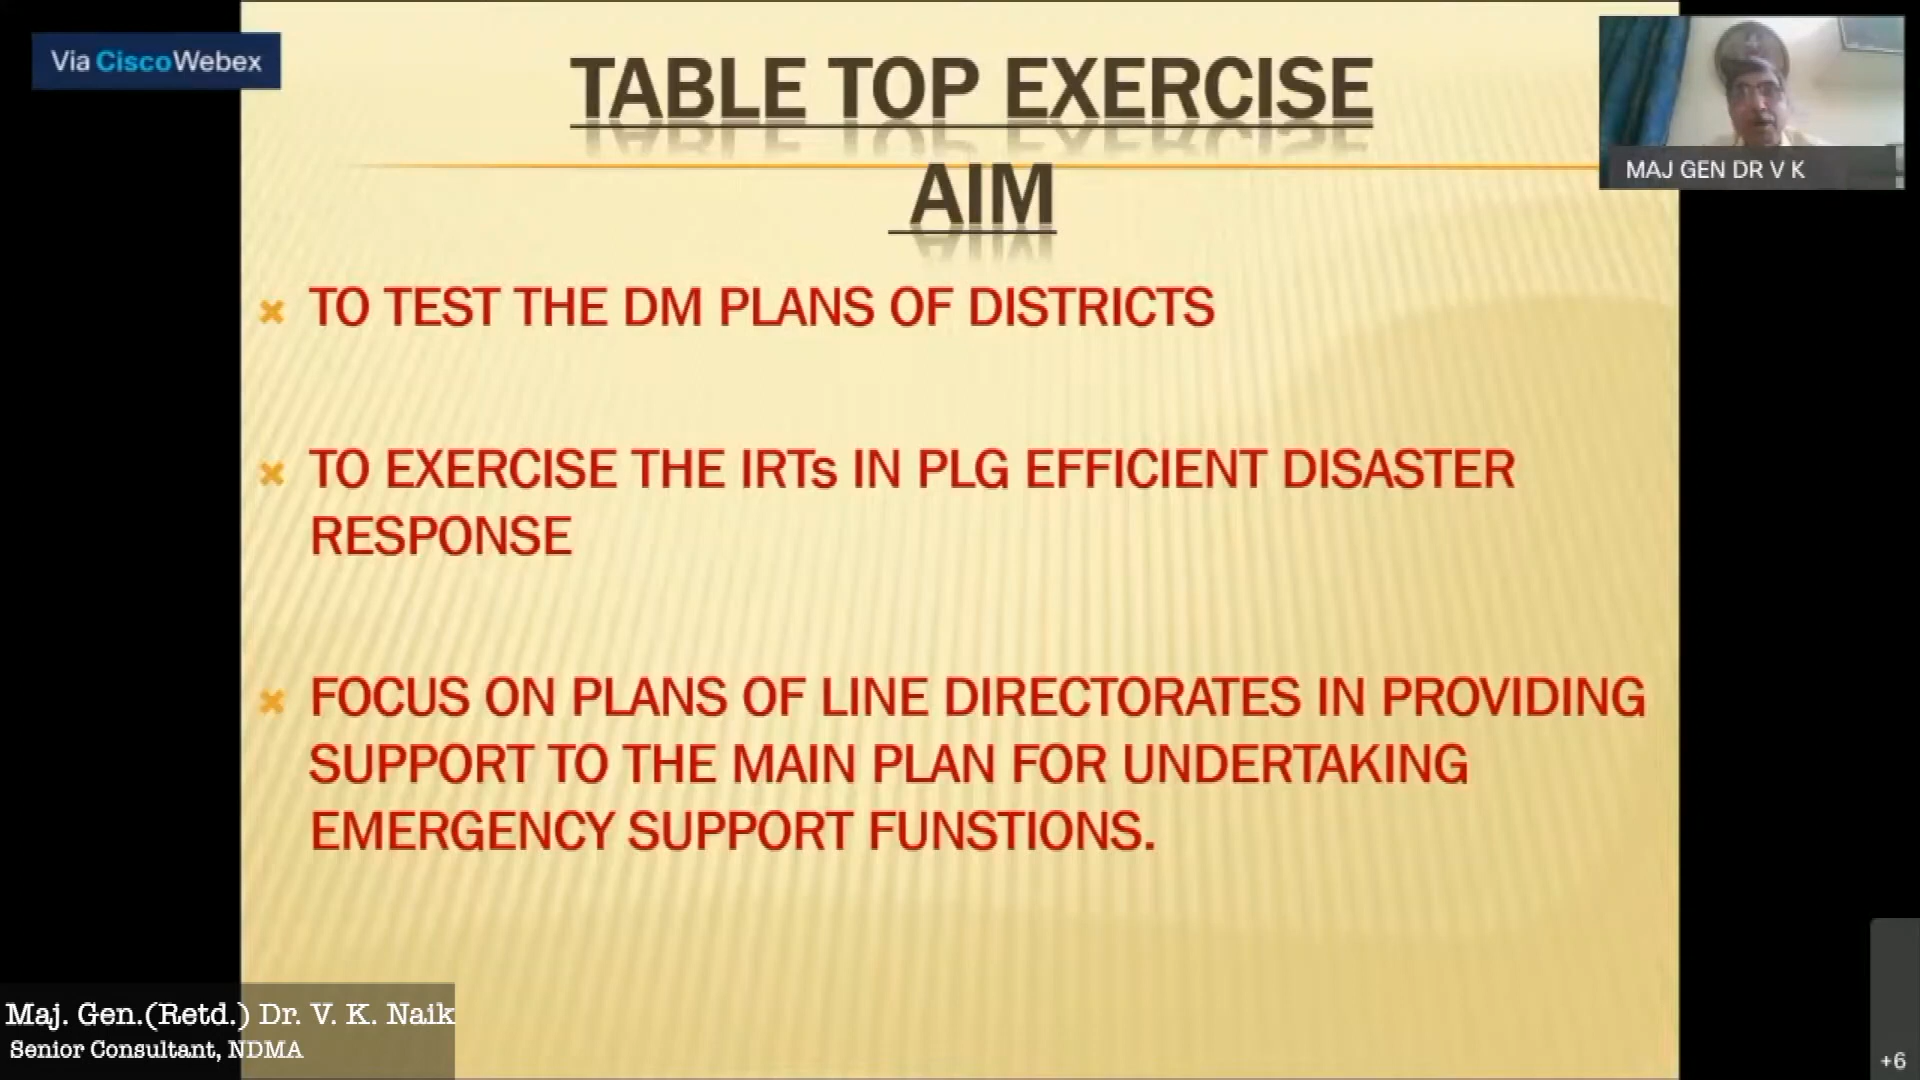 Via CiscoWebex
TABLE TOP EXERCISE
AIM
MAJ GEN DR V K
TO TEST THE DM PLANS OF DISTRICTS
TO EXERCISE THE IRTs IN PLG EFFICIENT DISASTER
RESPONSE
FOCUS ON PLANS OF LINE DIRECTORATES IN PROVIDING
SUPPORT TO THE MAIN PLAN FOR UNDERTAKING
EMERGENCY SUPPORT FUNSTIONS.
Maj. Gen.(Retd.) Dr. V. K. Naik
Senior Consultant, NDMA
+6